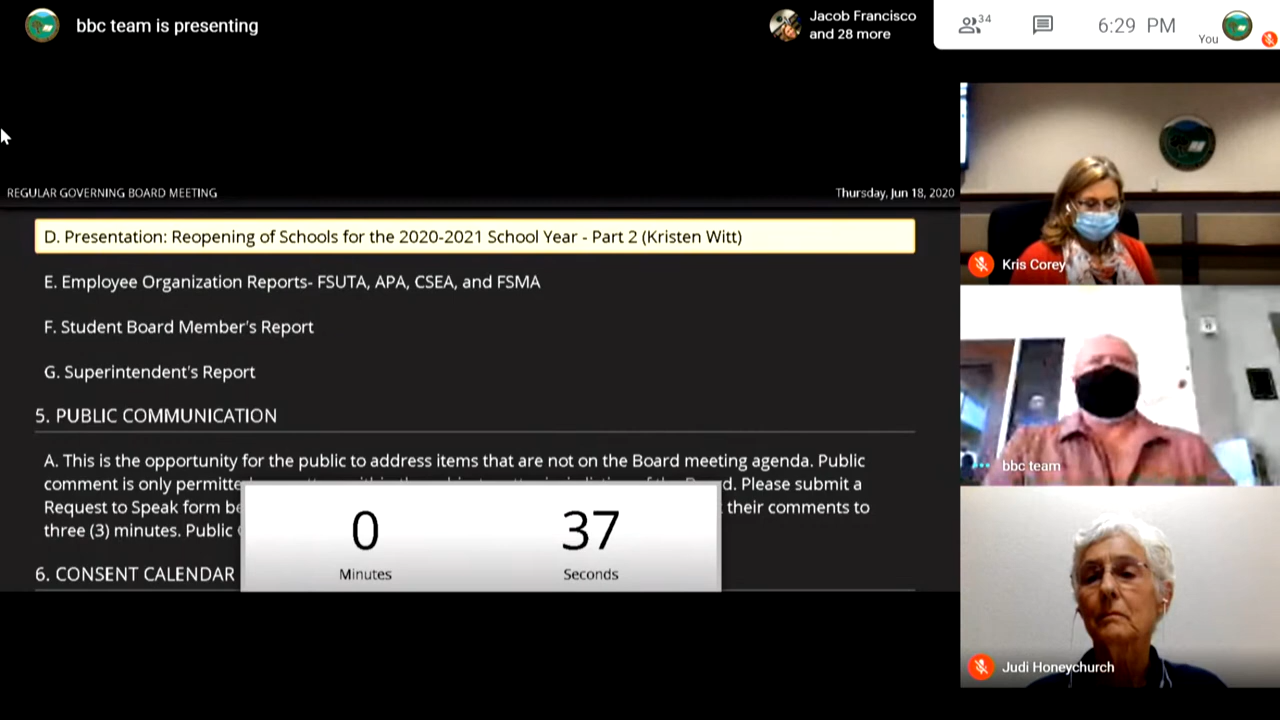 bbc team is presenting
Jacob Francisco
and 28 more
34
6:29 PM
You
REGULAR GOVERNING BOARD MEETING
Thursday, Jun 18, 2020
D. Presentation: Reopening of Schools for the 2020-2021 School Year - Part 2 (Kristen Witt)
E. Employee Organization Reports- FSUTA, APA, CSEA, and FSMA
F. Student Board Member's Report
G. Superintendent's Report
5. PUBLIC COMMUNICATION
A. This is the opportunity for the public to address items that are not on the Board meeting agenda. Public
comment is only Please submit a
Request to Speak form their comments to
three (3) minutes. Public
6. CONSENT CALENDAR
0 37
Minutes Seconds
Kris Corey
bbc team
Judi Honeychurch